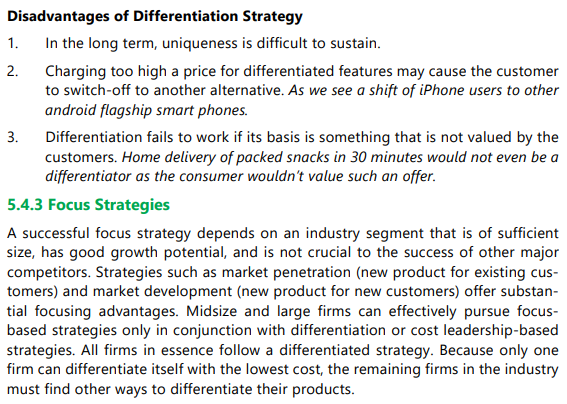 Disadvantages of Differentiation Strategy
1. In the long term, uniqueness is difficult to sustain.
2. Charging too high a price for differentiated features may cause the customer
to switch-off to another alternative. As we see a shift of iPhone users to other
android flagship smart phones.
3. Differentiation fails to work if its basis is something that is not valued by the
customers. Home delivery of packed snacks in 30 minutes would not even be a
differentiator as the consumer wouldn’t value such an offer.
5.4.3 Focus Strategies
A successful focus strategy depends on an industry segment that is of sufficient
size, has good growth potential, and is not crucial to the success of other major
competitors. Strategies such as market penetration (new product for existing cus-
tomers) and market development (new product for new customers) offer substan-
tial focusing advantages. Midsize and large firms can effectively pursue focus-
based strategies only in conjunction with differentiation or cost leadership-based
strategies. All firms in essence follow a differentiated strategy. Because only one
firm can differentiate itself with the lowest cost, the remaining firms in the industry
must find other ways to differentiate their products.